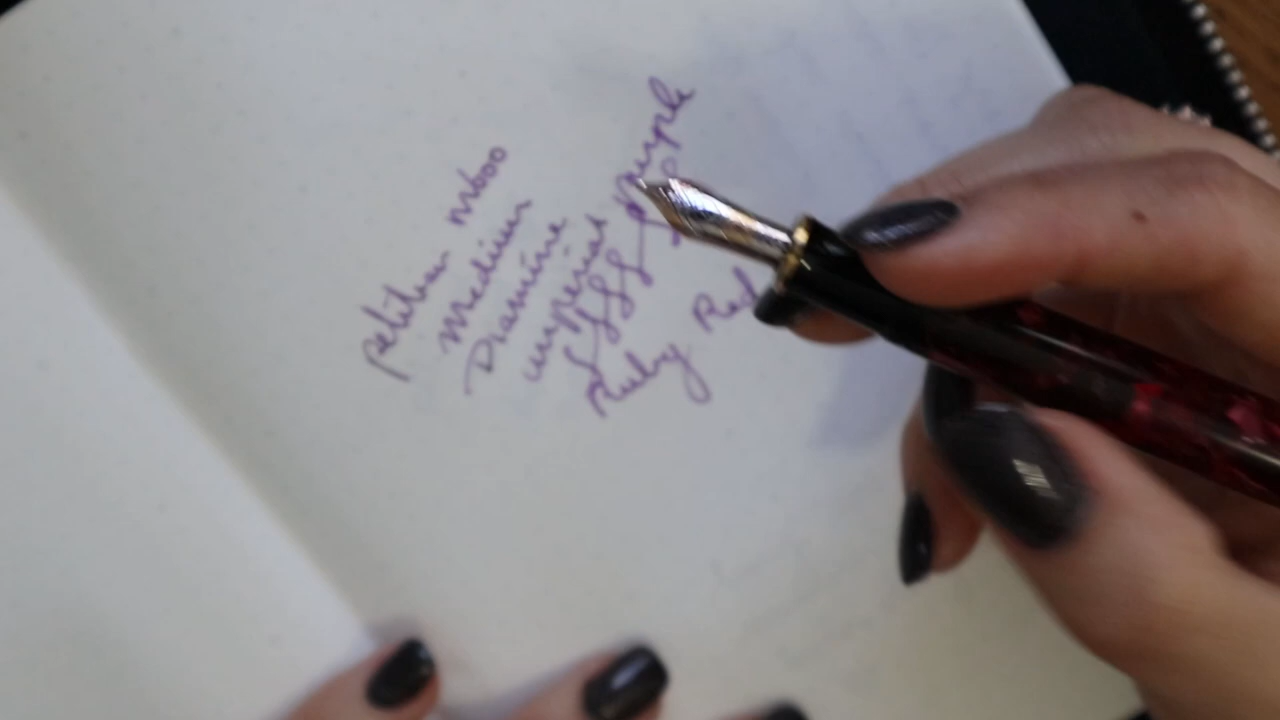 Pelikan M600
Medium
Diamine
imperial purple
Ruby Red